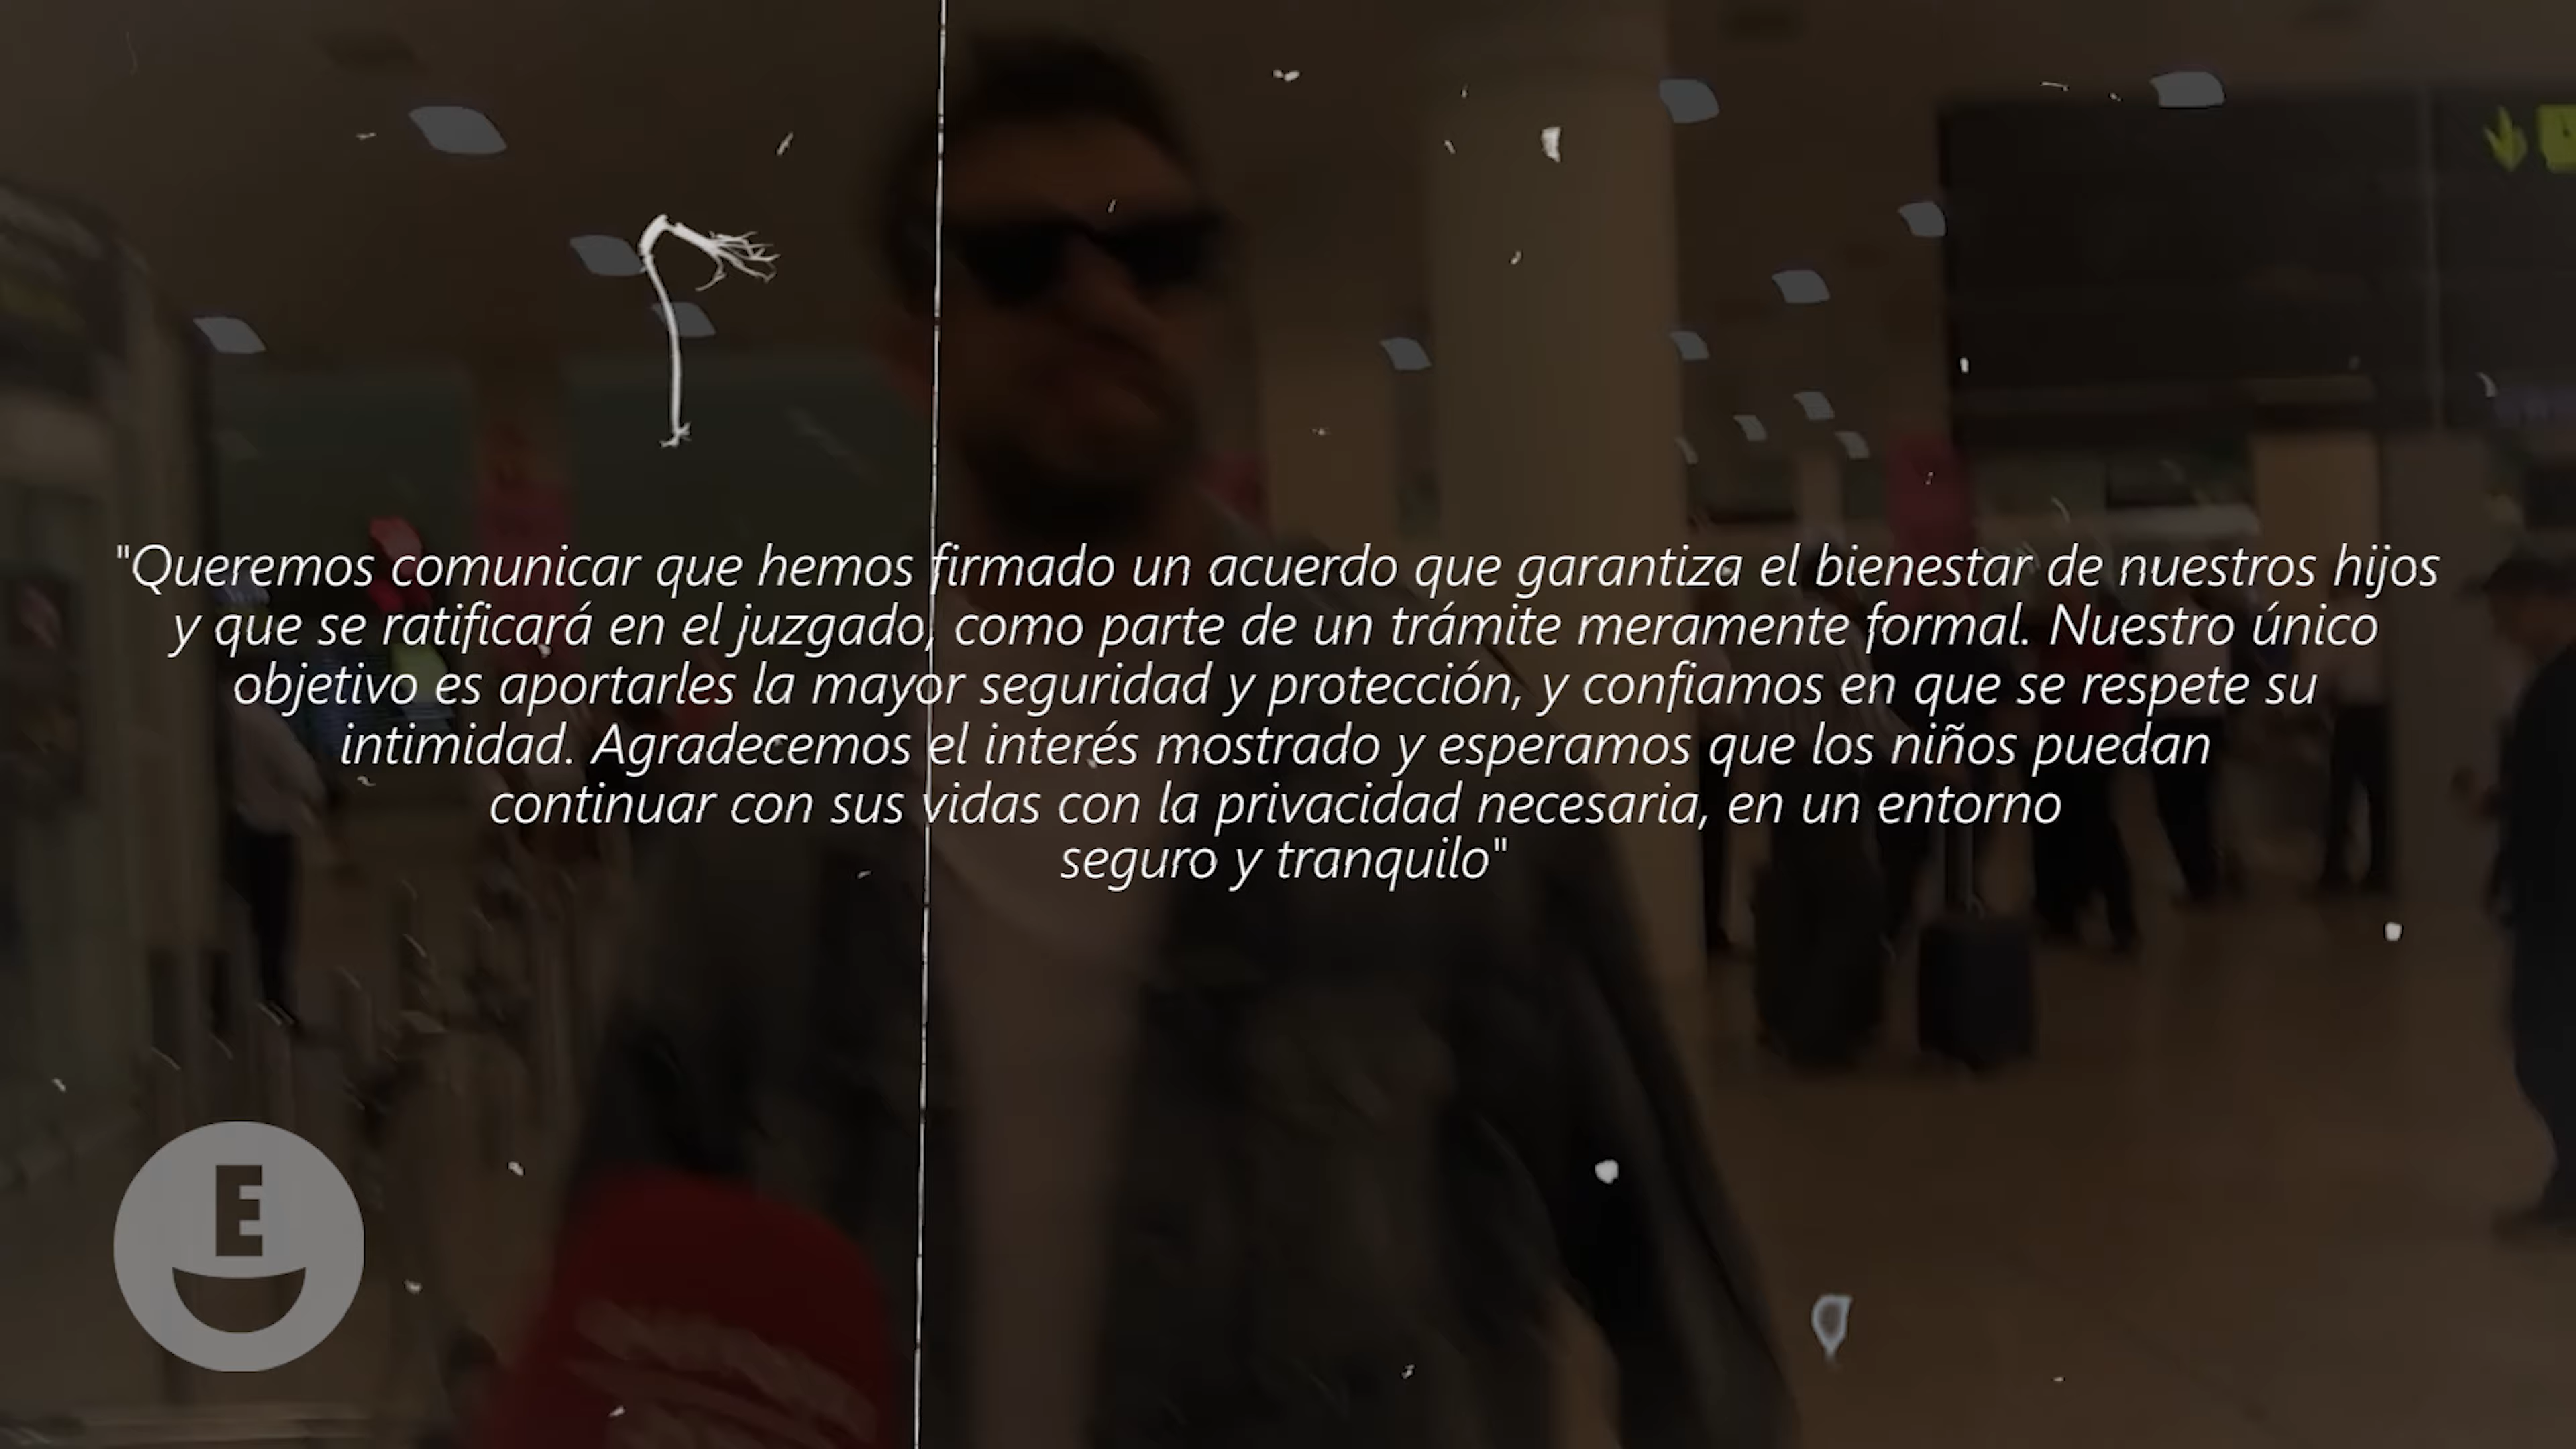 "Queremos comunicar que hemos firmado un acuerdo que garantiza el bienestar de nuestros hijos
y que se ratificará en el juzgado, como parte de un trámite meramente formal. Nuestro único
objetivo es aportarles la mayor seguridad y protección, y confiamos en que se respete su
intimidad. Agradecemos el interés mostrado y esperamos que los niños puedan
continuar con sus vidas con la privacidad necesaria, en un entorno
seguro y tranquilo"
E